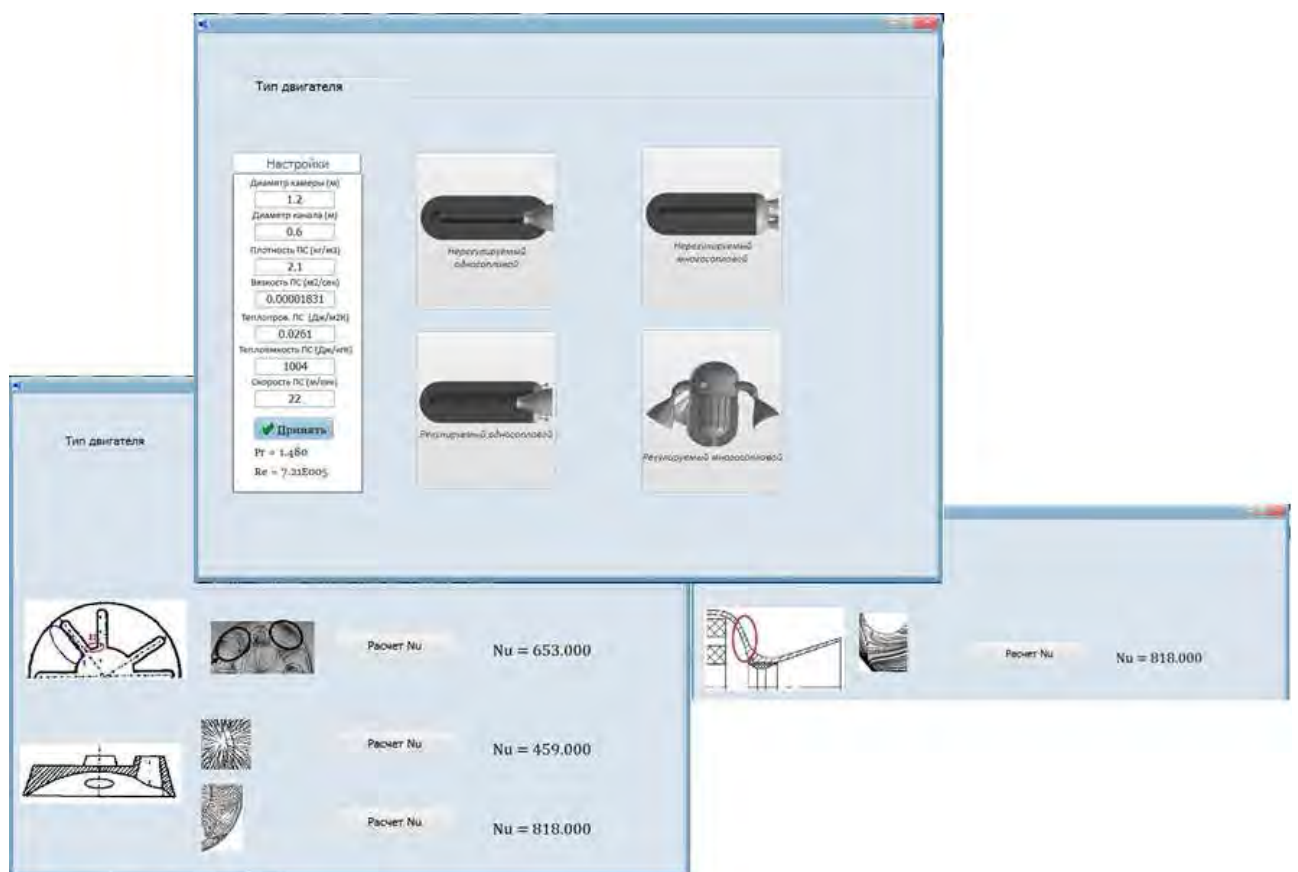 Тип двигателя
Настройки
Диаметр камеры (м)
1.2
Диаметр канала (м)
0.6
Плотность ПС (кг/м3)
2.1
Вязкость ПС (м2/сек)
0.00001831
Теплопров. ПС (Дж/м2К)
0.0261
Теплоемкость ПС (Дж/кгК)
1004
Скорость ПС (м/сек)
22
Принять
Pr = 1.480
Re = 7.21E005
Нерегулируемый
односопловой
Нерегулируемый
многосопловой
Регулируемый односопловой
Регулируемый многосопловой
Тип двигателя
Расчет Nu
Nu = 653.000
Расчет Nu
Nu = 459.000
Расчет Nu
Nu = 818.000
Расчет Nu
Nu = 818.000